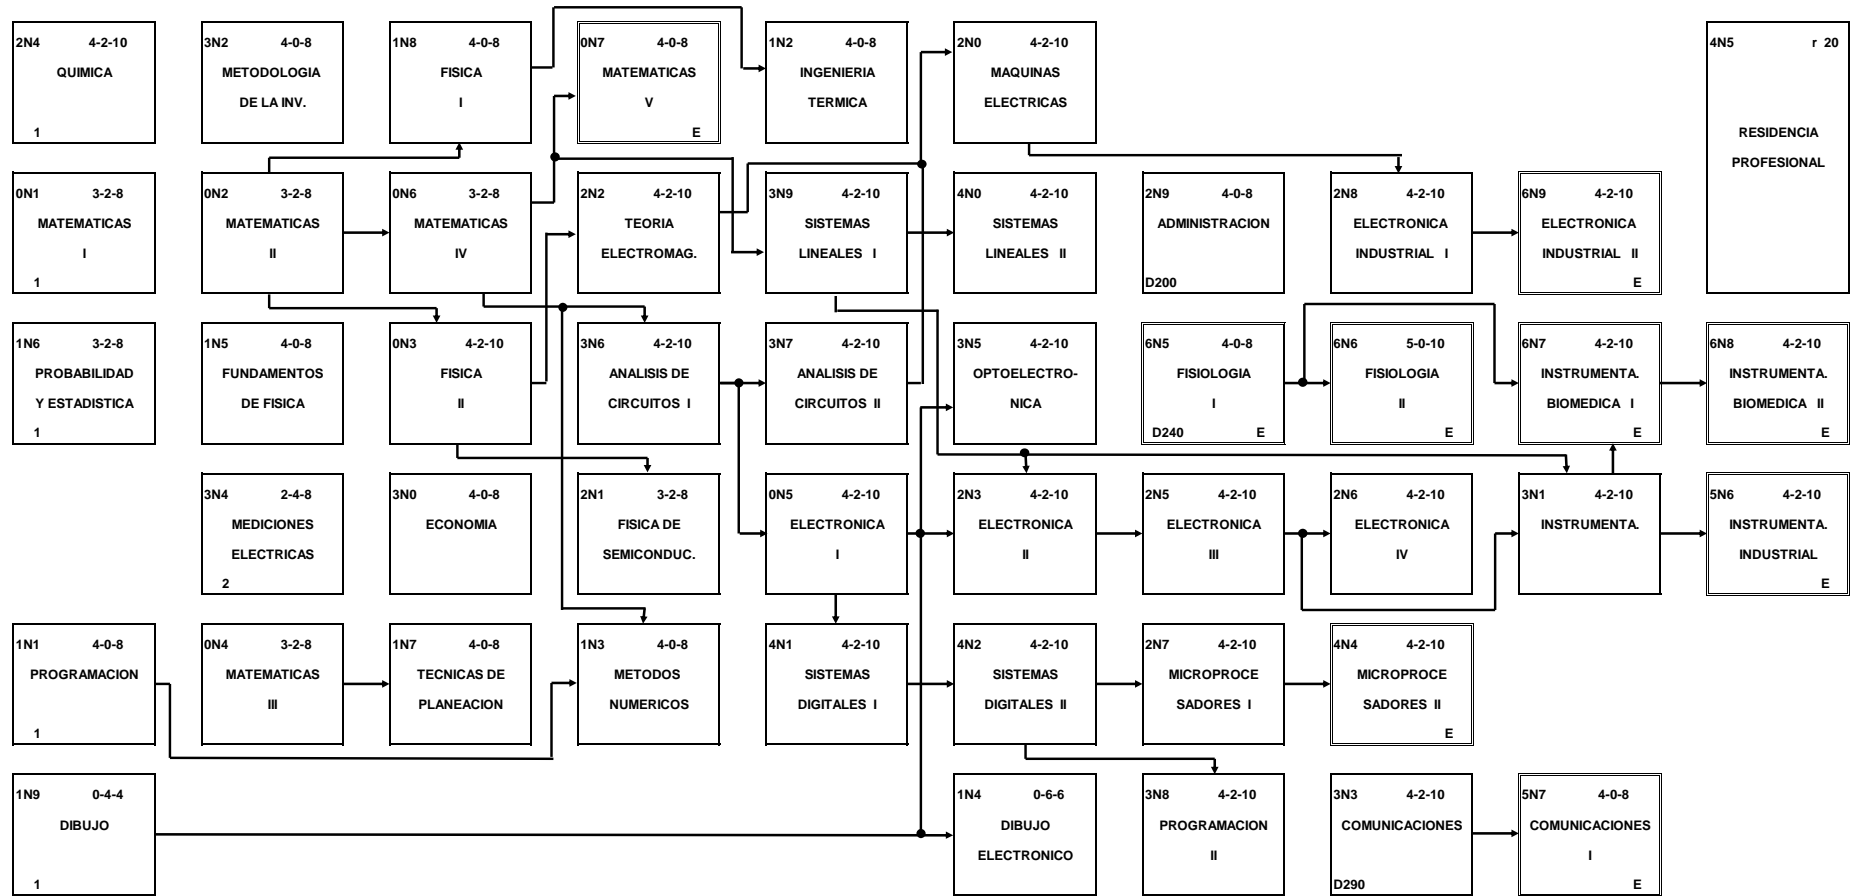 2N4 4-2-10
QUIMICA
1
3N2 4-0-8
METODOLOGIA
DE LA INV.
1N8 4-0-8
FISICA
I
0N7 4-0-8
MATEMATICAS
V
E
1N2 4-0-8
INGENIERIA
TERMICA
2N0 4-2-10
MAQUINAS
ELECTRICAS
4N5 r 20
RESIDENCIA
PROFESIONAL
0N1 3-2-8
MATEMATICAS
I
1
0N2 3-2-8
MATEMATICAS
II
0N6 3-2-8
MATEMATICAS
IV
2N2 4-2-10
TEORIA
ELECTROMAG.
3N9 4-2-10
SISTEMAS
LINEALES I
4N0 4-2-10
SISTEMAS
LINEALES II
2N9 4-0-8
ADMINISTRACION
D200
2N8 4-2-10
ELECTRONICA
INDUSTRIAL I
6N9 4-2-10
ELECTRONICA
INDUSTRIAL II
E
1N6 3-2-8
PROBABILIDAD
Y ESTADISTICA
1
1N5 4-0-8
FUNDAMENTOS
DE FISICA
0N3 4-2-10
FISICA
II
3N6 4-2-10
ANALISIS DE
CIRCUITOS I
3N7 4-2-10
ANALISIS DE
CIRCUITOS II
3N5 4-2-10
OPTOELECTRO-
NICA
6N5 4-0-8
FISIOLOGIA
I
D240 E
6N6 5-0-10
FISIOLOGIA
II
E
6N7 4-2-10
INSTRUMENTA.
BIOMEDICA I
E
6N8 4-2-10
INSTRUMENTA.
BIOMEDICA II
E
3N4 2-4-8
MEDICIONES
ELECTRICAS
2
3N0 4-0-8
ECONOMIA
2N1 3-2-8
FISICA DE
SEMICONDUC.
0N5 4-2-10
ELECTRONICA
I
2N3 4-2-10
ELECTRONICA
II
2N5 4-2-10
ELECTRONICA
III
2N6 4-2-10
ELECTRONICA
IV
3N1 4-2-10
INSTRUMENTA.
5N6 4-2-10
INSTRUMENTA.
INDUSTRIAL
E
1N1 4-0-8
PROGRAMACION
1
0N4 3-2-8
MATEMATICAS
III
1N7 4-0-8
TECNICAS DE
PLANEACION
1N3 4-0-8
METODOS
NUMERICOS
4N1 4-2-10
SISTEMAS
DIGITALES I
4N2 4-2-10
SISTEMAS
DIGITALES II
2N7 4-2-10
MICROPROCE
SADORES I
4N4 4-2-10
MICROPROCE
SADORES II
E
1N9 0-4-4
DIBUJO
1
1N4 0-6-6
DIBUJO
ELECTRONICO
3N8 4-2-10
PROGRAMACION
II
3N3 4-2-10
COMUNICACIONES
D290
5N7 4-0-8
COMUNICACIONES
I
E